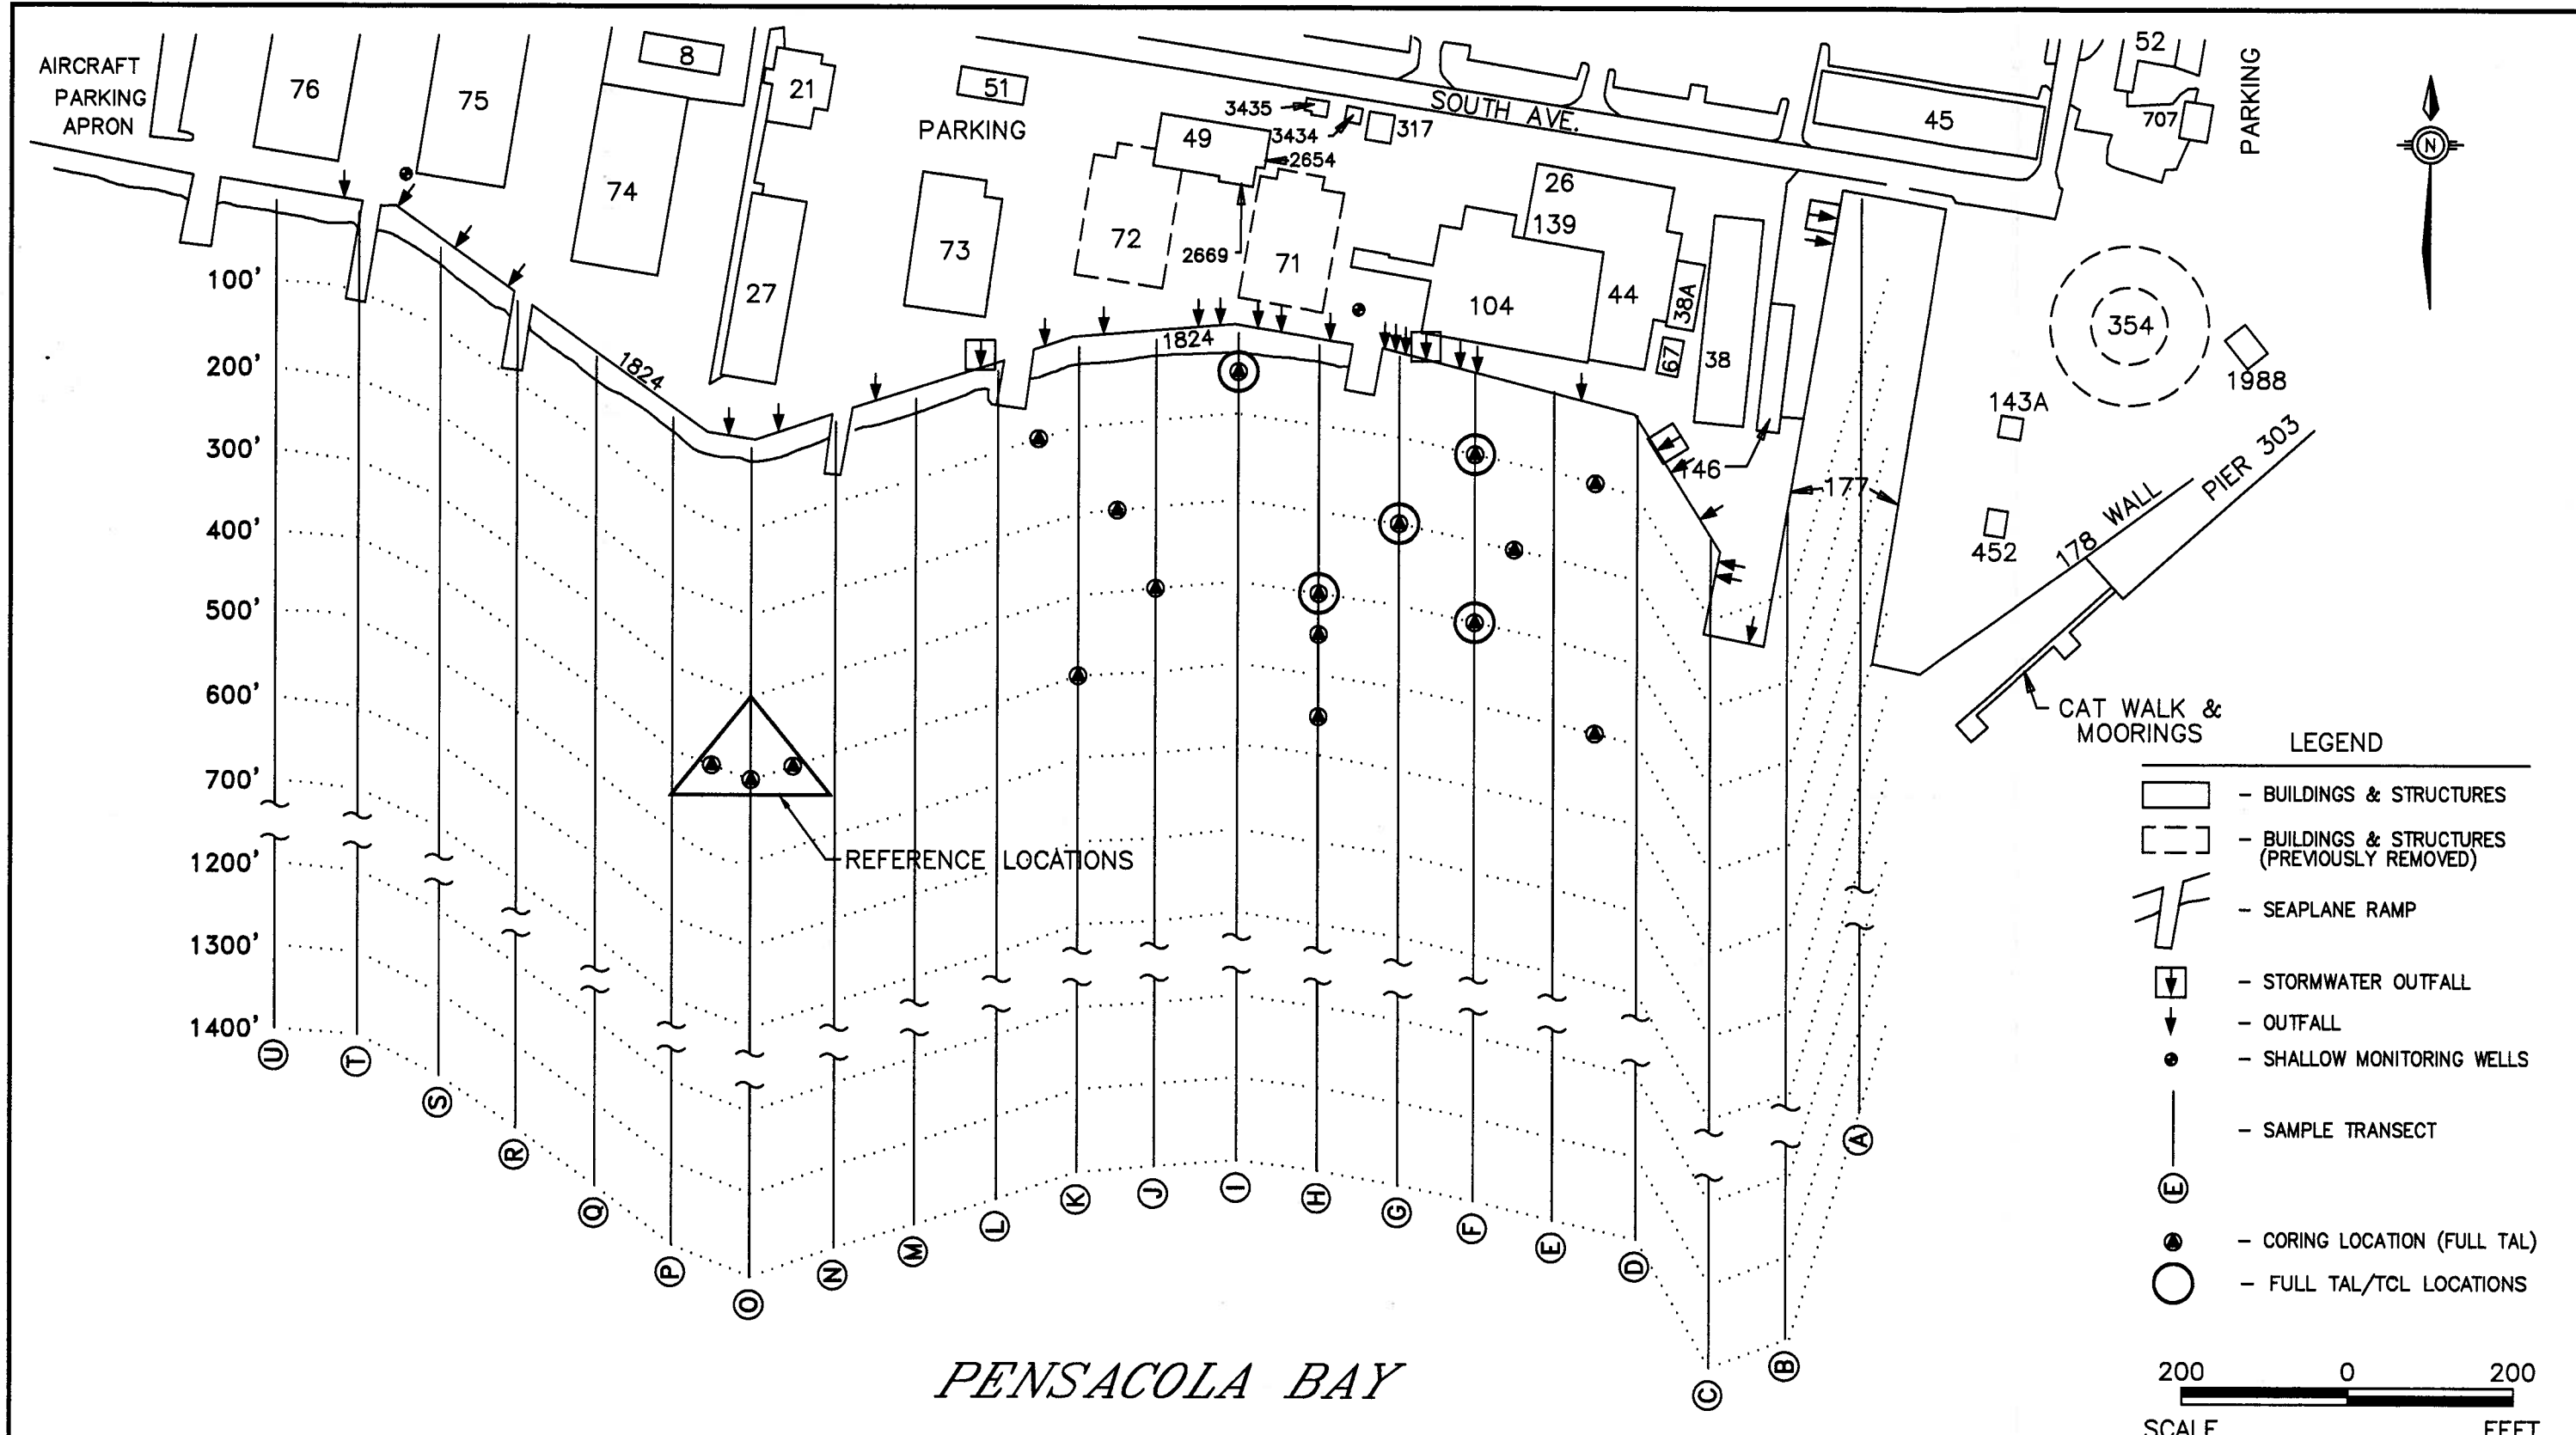 AIRCRAFT
PARKING
APRON
76
75
8
74
21
27
51
PARKING
73
49
72
71
3435
3434
317
2654
2669
SOUTH AVE.
26
139
104
44
38A
67
38
45
52
707
PARKING
N
354
1988
143A
452
146
177
178 WALL
PIER 303
CAT WALK &
MOORINGS
1824
1824
100'
200'
300'
400'
500'
600'
700'
1200'
1300'
1400'
REFERENCE LOCATIONS
U
T
S
R
Q
P
O
N
M
L
K
J
I
H
G
F
E
D
C
B
A
PENSACOLA BAY
LEGEND
– BUILDINGS & STRUCTURES
– BUILDINGS & STRUCTURES
(PREVIOUSLY REMOVED)
– SEAPLANE RAMP
– STORMWATER OUTFALL
– OUTFALL
– SHALLOW MONITORING WELLS
– SAMPLE TRANSECT
E
– CORING LOCATION (FULL TAL)
– FULL TAL/TCL LOCATIONS
200 0 200
SCALE FEET